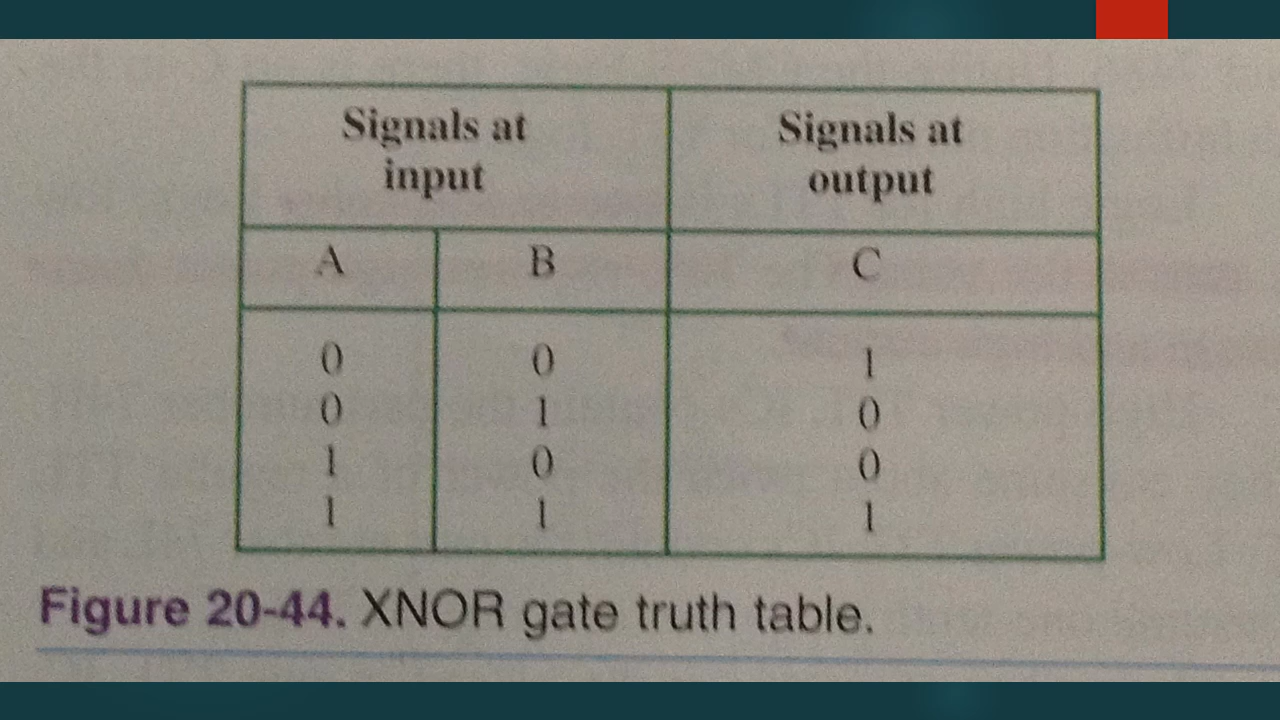 Signals at
input
Signals at
output
A B C
0 0 1
0 1 0
1 0 0
1 1 1
Figure 20-44. XNOR gate truth table.